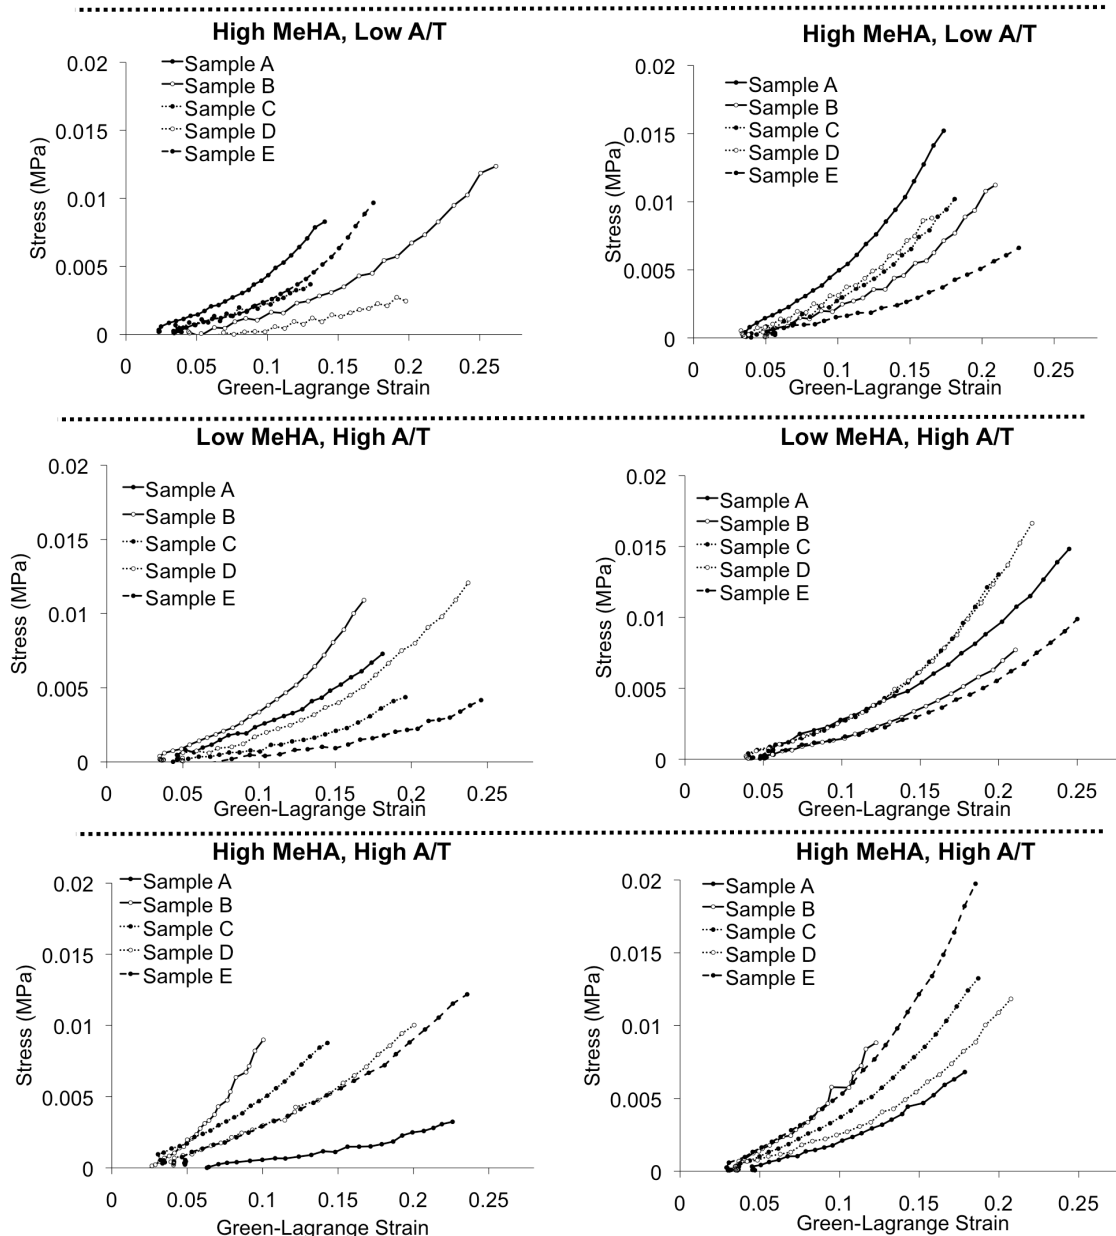 High MeHA, Low A/T
Sample A
Sample B
Sample C
Sample D
Sample E
0.02
0.015
0.01
0.005
0
Stress (MPa)
0 0.05 0.1 0.15 0.2 0.25
Green-Lagrange Strain
High MeHA, Low A/T
Sample A
Sample B
Sample C
Sample D
Sample E
0.02
0.015
0.01
0.005
0
Stress (MPa)
0 0.05 0.1 0.15 0.2 0.25
Green-Lagrange Strain
Low MeHA, High A/T
Sample A
Sample B
Sample C
Sample D
Sample E
0.02
0.015
0.01
0.005
0
Stress (MPa)
0 0.05 0.1 0.15 0.2 0.25
Green-Lagrange Strain
Low MeHA, High A/T
Sample A
Sample B
Sample C
Sample D
Sample E
0.02
0.015
0.01
0.005
0
Stress (MPa)
0 0.05 0.1 0.15 0.2 0.25
Green-Lagrange Strain
High MeHA, High A/T
Sample A
Sample B
Sample C
Sample D
Sample E
0.02
0.015
0.01
0.005
0
Stress (MPa)
0 0.05 0.1 0.15 0.2 0.25
Green-Lagrange Strain
High MeHA, High A/T
Sample A
Sample B
Sample C
Sample D
Sample E
0.02
0.015
0.01
0.005
0
Stress (MPa)
0 0.05 0.1 0.15 0.2 0.25
Green-Lagrange Strain